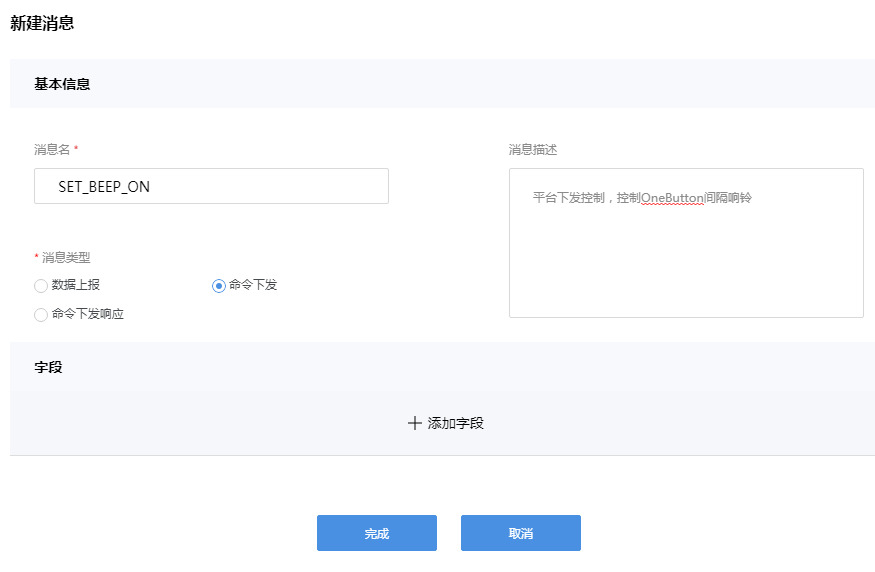 新建消息
基本信息
消息名 *
SET_BEEP_ON
消息描述
平台下发控制，控制OneButton间隔响铃
* 消息类型
数据上报
命令下发
命令下发响应
字段
添加字段
完成
取消